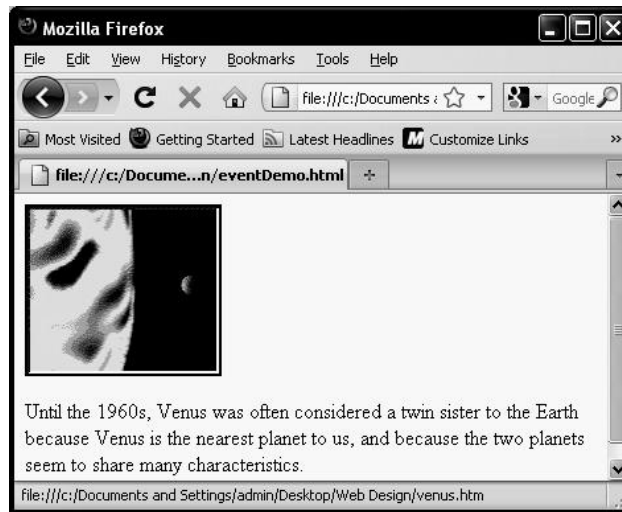 Mozilla Firefox
File Edit View History Bookmarks Tools Help
file:///c:/Documents a Google
Most Visited Getting Started Latest Headlines Customize Links »
file:///c:/Docume...n/eventDemo.html
Until the 1960s, Venus was often considered a twin sister to the Earth
because Venus is the nearest planet to us, and because the two planets
seem to share many characteristics.
file:///c:/Documents and Settings/admin/Desktop/Web Design/venus.htm